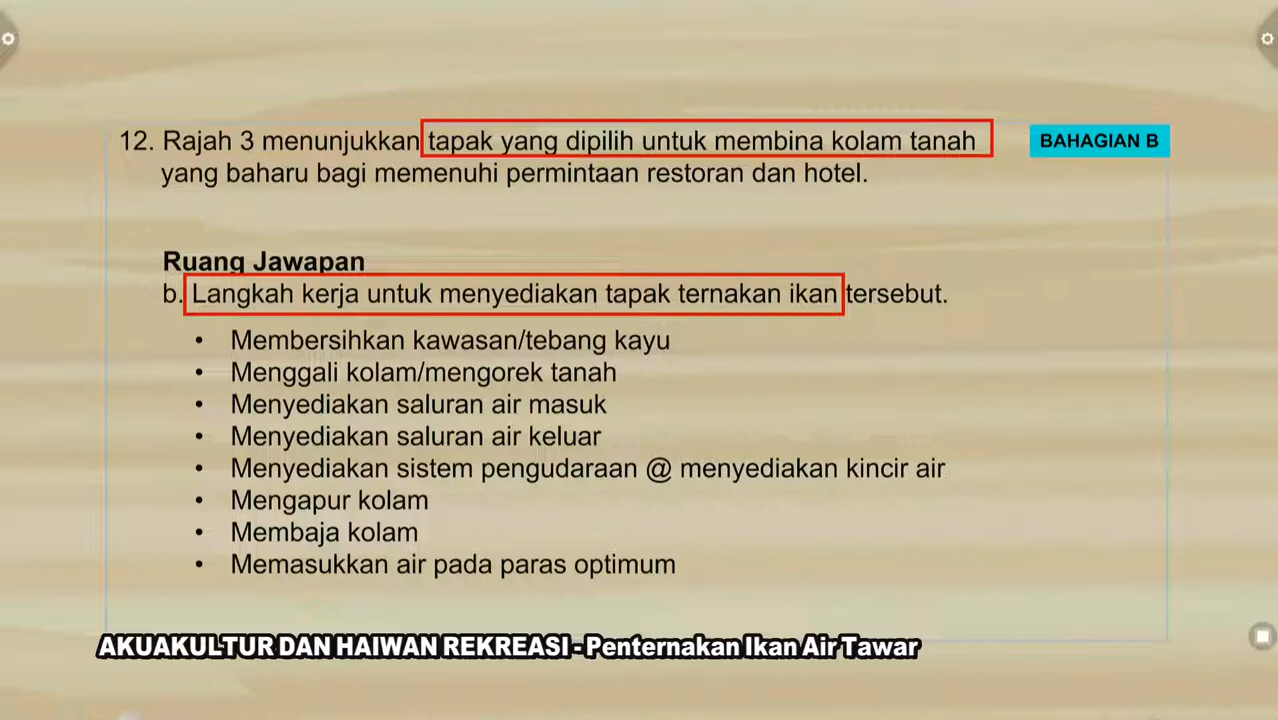 12. Rajah 3 menunjukkan tapak yang dipilih untuk membina kolam tanah
BAHAGIAN B
yang baharu bagi memenuhi permintaan restoran dan hotel.
Ruang Jawapan
b. Langkah kerja untuk menyediakan tapak ternakan ikan tersebut.
• Membersihkan kawasan/tebang kayu
• Menggali kolam/mengorek tanah
• Menyediakan saluran air masuk
• Menyediakan saluran air keluar
• Menyediakan sistem pengudaraan @ menyediakan kincir air
• Mengapur kolam
• Membaja kolam
• Memasukkan air pada paras optimum
AKUAKULTUR DAN HAIWAN REKREASI - Penternakan Ikan Air Tawar